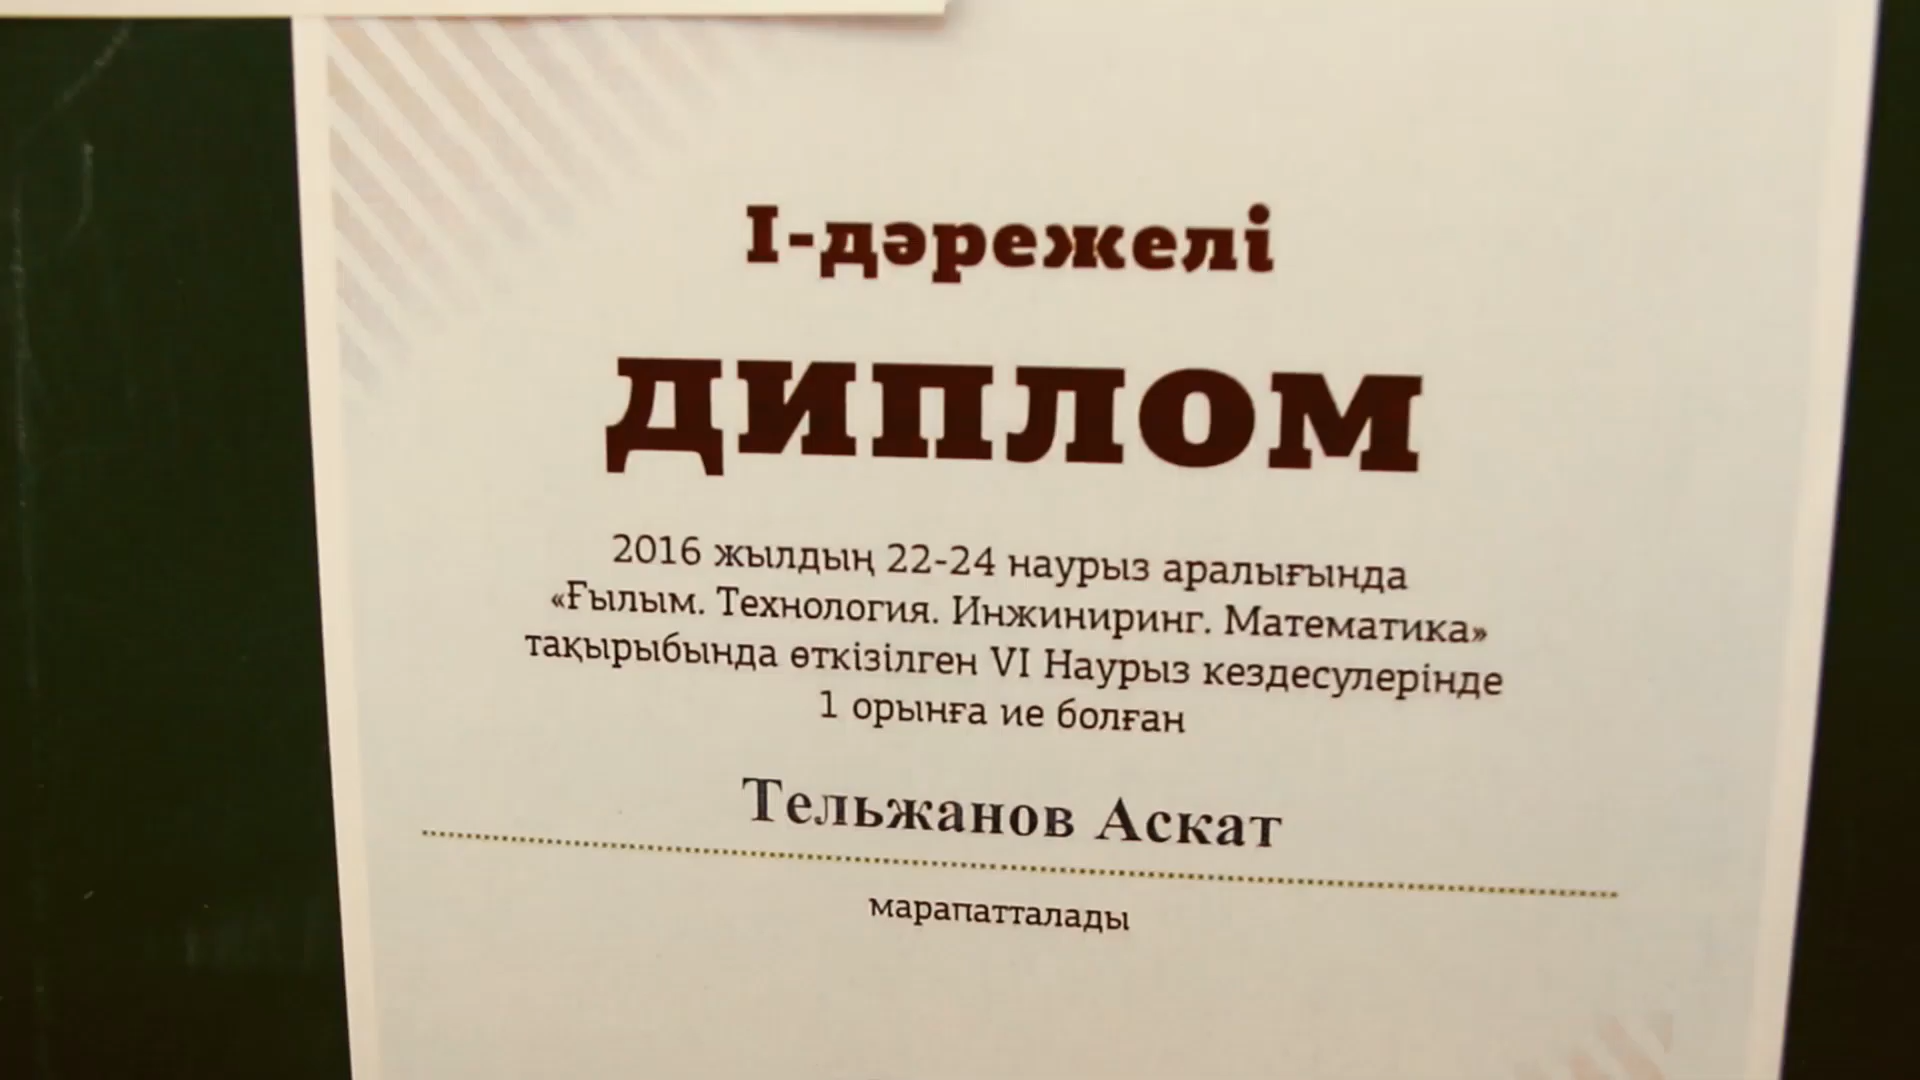 І-дәрежелі
ДИПЛОМ
2016 жылдың 22-24 наурыз аралығында
«Ғылым. Технология. Инжиниринг. Математика»
тақырыбында өткізілген VI Наурыз кездесулерінде
1 орынға ие болған
Тельжанов Аскат
марапатталады